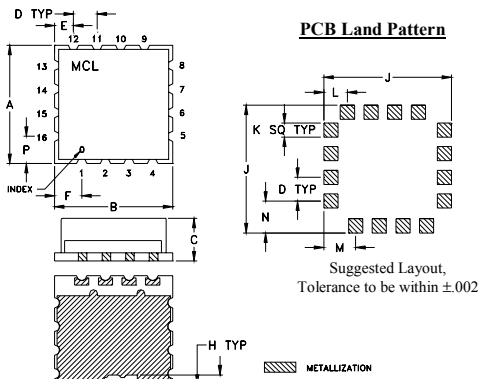 D TYP
E
12 11 10 9
PCB Land Pattern
13
MCL
8
14
7
15
6
16
5
A
P
INDEX
F
1 2 3 4
B
C
J
L
K SQ TYP
J
D TYP
N
M
Suggested Layout,
Tolerance to be within ±.002
H TYP
METALLIZATION